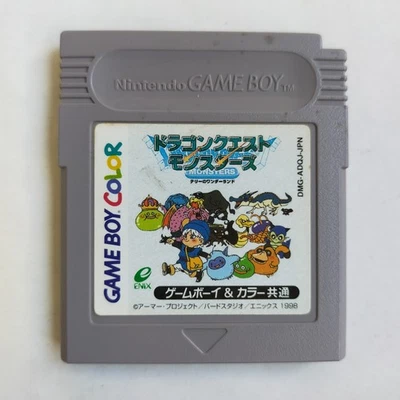 Nintendo GAME BOY™
ドラゴンクエスト
モンスターズ
MONSTERS
テリーのワンダーランド
DMG-ADQJ-JPN
GAME BOY COLOR
ENIX
ゲームボーイ & カラー共通
©アーマープロジェクト/バードスタジオ/エニックス 1998